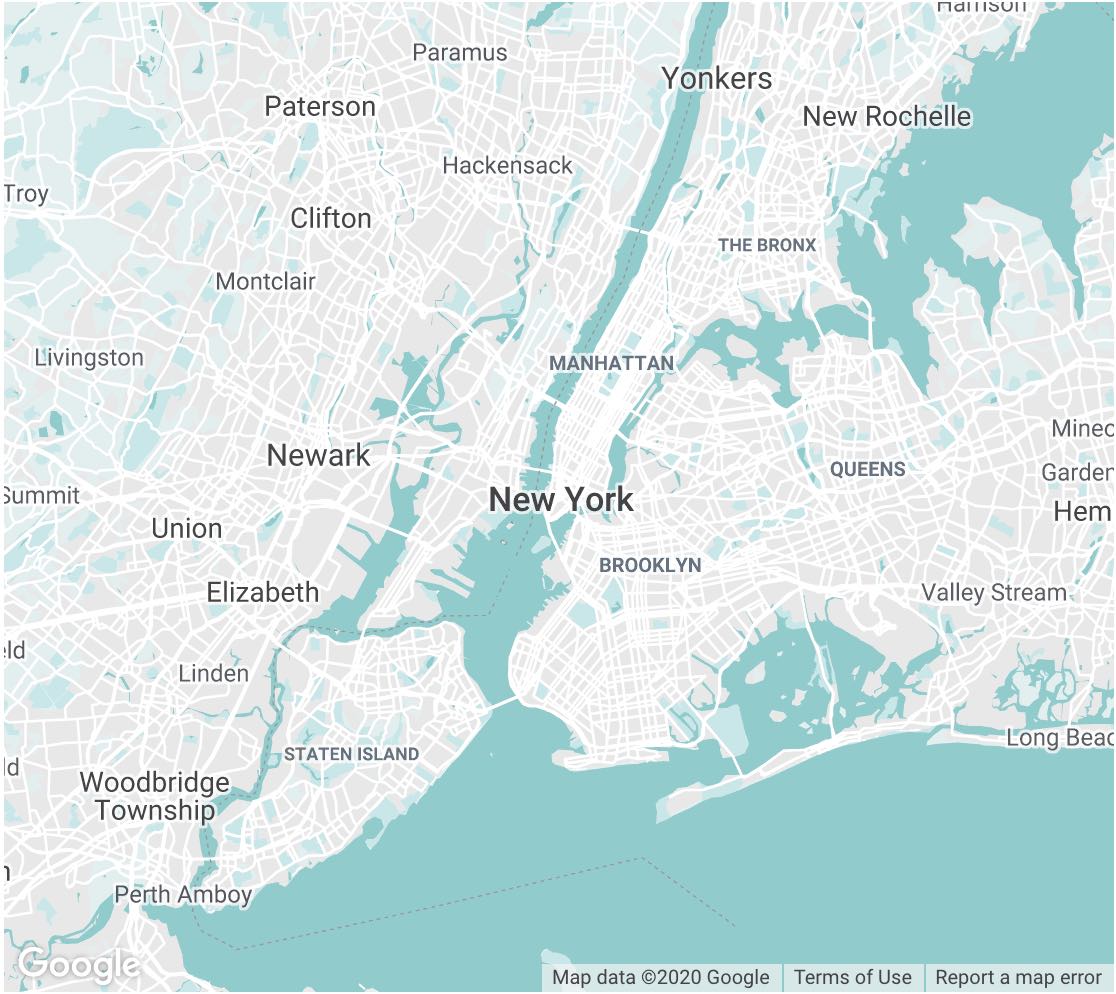 Harrison
Paramus
Yonkers
Paterson
New Rochelle
Hackensack
Troy
Clifton
THE BRONX
Montclair
Livingston
MANHATTAN
Mineo
Newark
QUEENS
Garden
Summit
New York
Hem
Union
BROOKLYN
Elizabeth
Valley Stream
eld
Linden
Long Beac
STATEN ISLAND
ld
Woodbridge
Township
n
Perth Amboy
Google
Map data ©2020 Google
Terms of Use
Report a map error